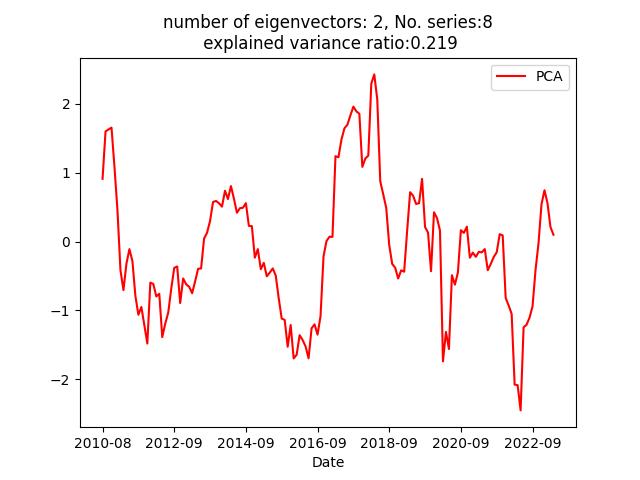 number of eigenvectors: 2, No. series:8
explained variance ratio:0.219
PCA
2
1
0
−1
−2
2010-08 2012-09 2014-09 2016-09 2018-09 2020-09 2022-09
Date